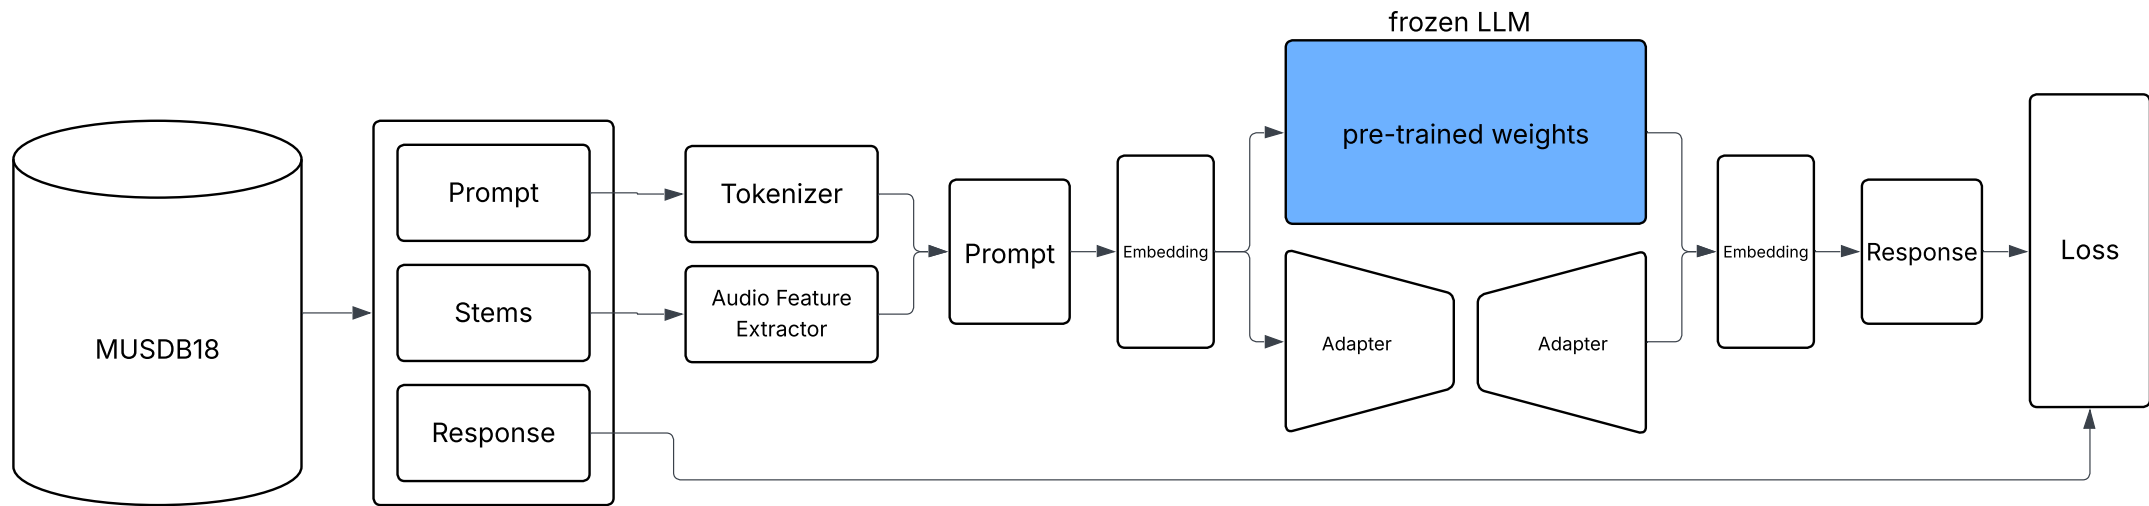 frozen LLM
pre-trained weights
MUSDB18
Prompt
Stems
Response
Tokenizer
Audio Feature
Extractor
Prompt
Embedding
Adapter
Adapter
Embedding
Response
Loss